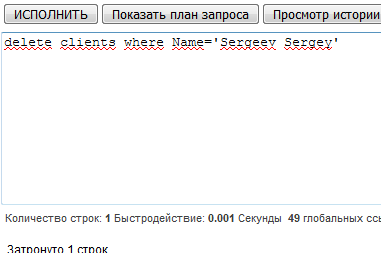 ИСПОЛНИТЬ Показать план запроса Просмотр истории
delete clients where Name='Sergeev Sergey'
Количество строк: 1 Быстродействие: 0.001 Секунды 49 глобальных ссы
Затронуто 1 строк